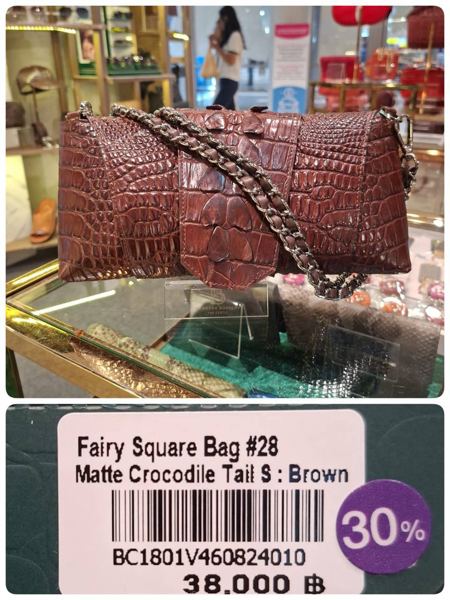 Fairy Square Bag #28
Matte Crocodile Tail S : Brown
BC1801V460824010
38.000 ฿
30%